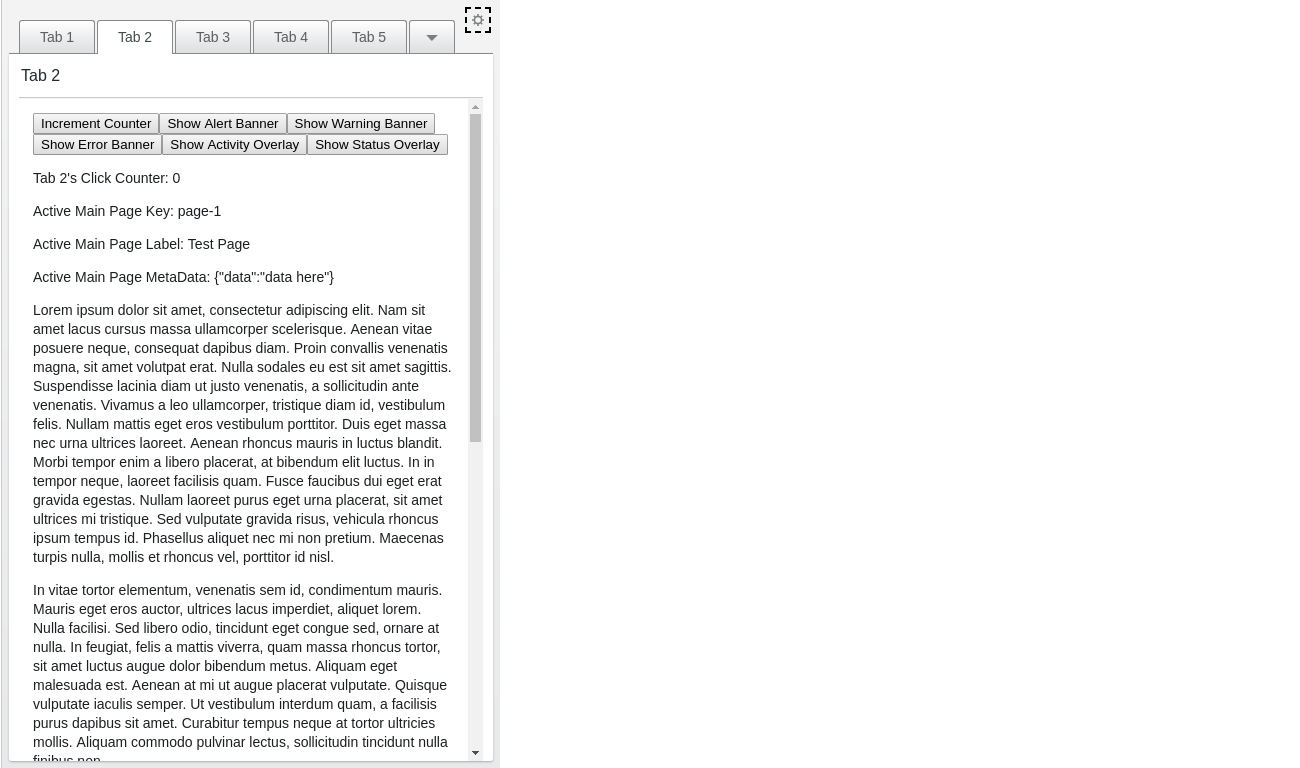 Tab 1 Tab 2 Tab 3 Tab 4 Tab 5
Tab 2
Increment Counter Show Alert Banner Show Warning Banner
Show Error Banner Show Activity Overlay Show Status Overlay
Tab 2's Click Counter: 0
Active Main Page Key: page-1
Active Main Page Label: Test Page
Active Main Page MetaData: {"data":"data here"}
Lorem ipsum dolor sit amet, consectetur adipiscing elit. Nam sit
amet lacus cursus massa ullamcorper scelerisque. Aenean vitae
posuere neque, consequat dapibus diam. Proin convallis venenatis
magna, sit amet volutpat erat. Nulla sodales eu est sit amet sagittis.
Suspendisse lacinia diam ut justo venenatis, a sollicitudin ante
venenatis. Vivamus a leo ullamcorper, tristique diam id, vestibulum
felis. Nullam mattis eget eros vestibulum porttitor. Duis eget massa
nec urna ultrices laoreet. Aenean rhoncus mauris in luctus blandit.
Morbi tempor enim a libero placerat, at bibendum elit luctus. In in
tempor neque, laoreet facilisis quam. Fusce faucibus dui eget erat
gravida egestas. Nullam laoreet purus eget urna placerat, sit amet
ultrices mi tristique. Sed vulputate gravida risus, vehicula rhoncus
ipsum tempus id. Phasellus aliquet nec mi non pretium. Maecenas
turpis nulla, mollis et rhoncus vel, porttitor id nisl.
In vitae tortor elementum, venenatis sem id, condimentum mauris.
Mauris eget eros auctor, ultrices lacus imperdiet, aliquet lorem.
Nulla facilisi. Sed libero odio, tincidunt eget congue sed, ornare at
nulla. In feugiat, felis a mattis viverra, quam massa rhoncus tortor,
sit amet luctus augue dolor bibendum metus. Aliquam eget
malesuada est. Aenean at mi ut augue placerat vulputate. Quisque
vulputate iaculis semper. Ut vestibulum interdum quam, a facilisis
purus dapibus sit amet. Curabitur tempus neque at tortor ultricies
mollis. Aliquam commodo pulvinar lectus, sollicitudin tincidunt nulla
finibus non.